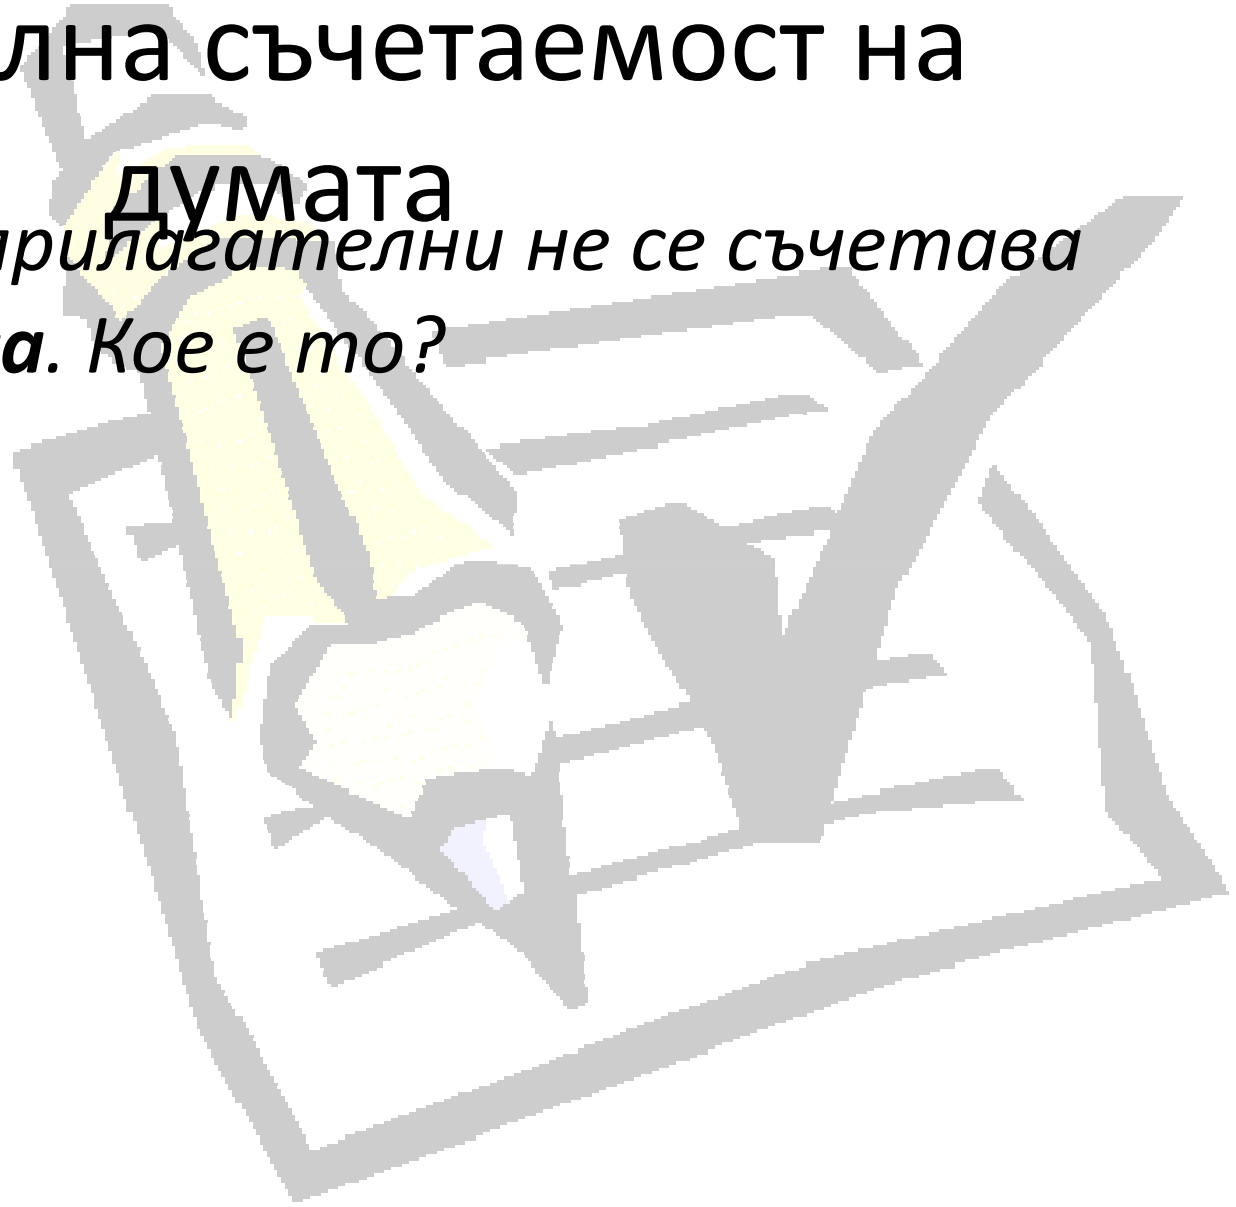 лна съчетаемост на
думата
прилагателни не се съчетава
а. Кое е то?